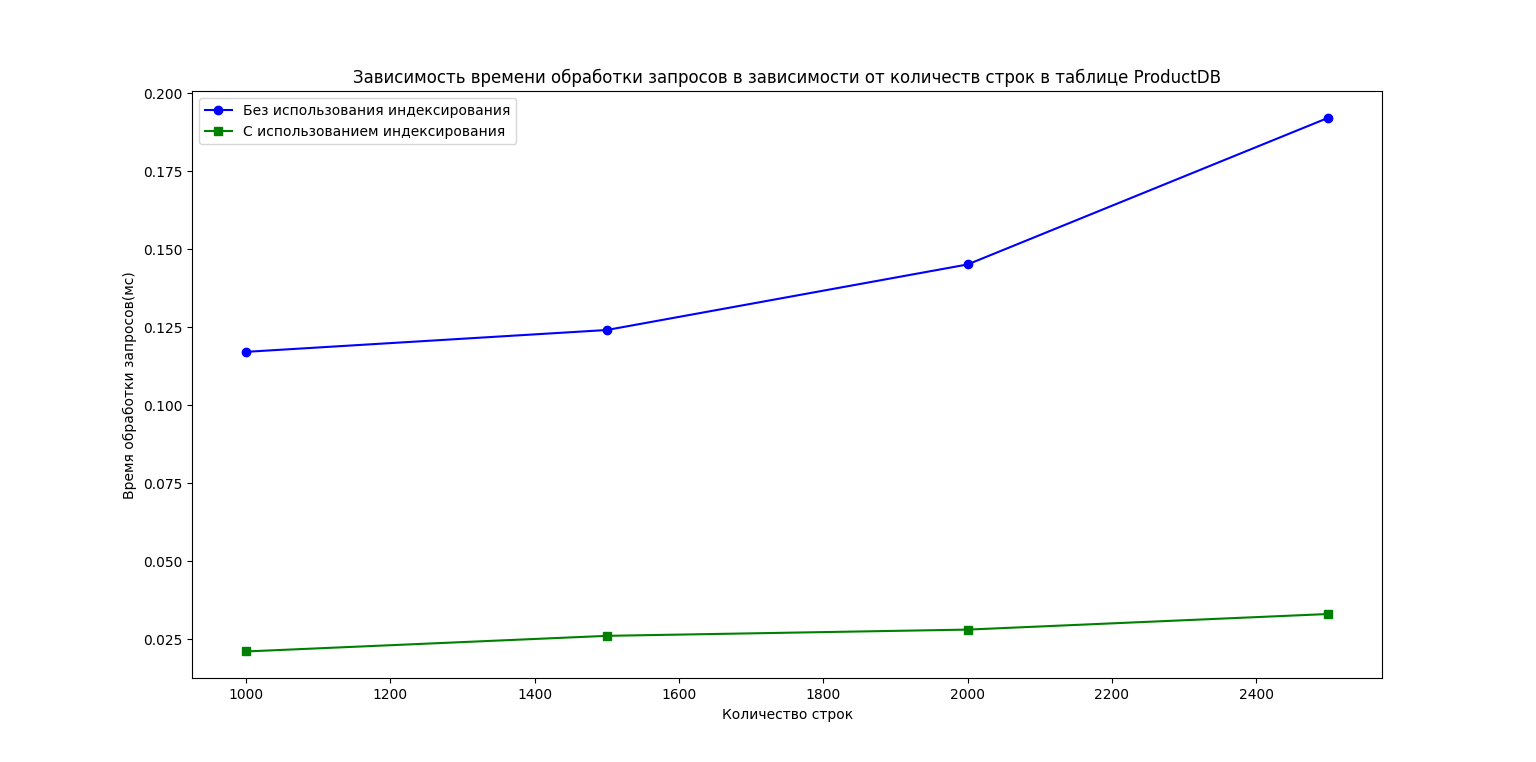 Зависимость времени обработки запросов в зависимости от количеств строк в таблице ProductDB
Без использования индексирования
С использованием индексирования
Время обработки запросов(мс)
0.200
0.175
0.150
0.125
0.100
0.075
0.050
0.025
1000 1200 1400 1600 1800 2000 2200 2400
Количество строк